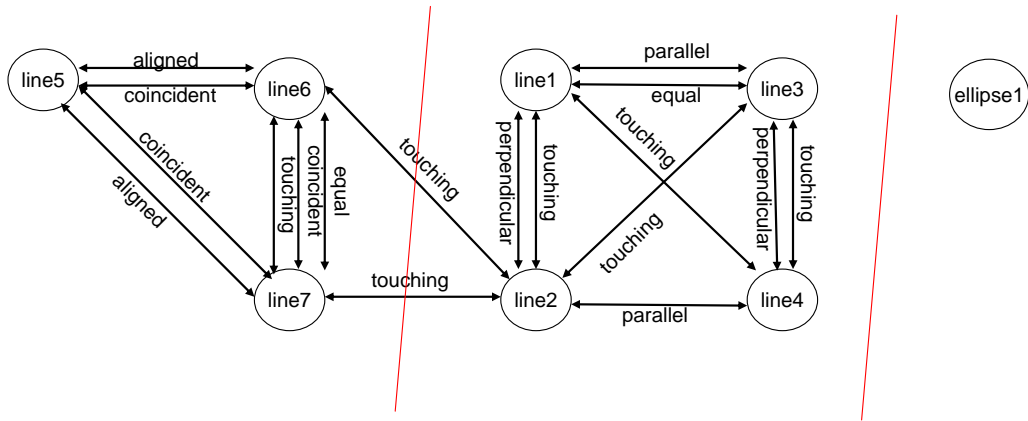 aligned
line5
line6
coincident
coincident
aligned
touching
coincident
equal
line7
touching
touching
parallel
line1
line3
equal
touching
perpendicular
touching
touching
perpendicular
touching
line2
line4
parallel
ellipse1